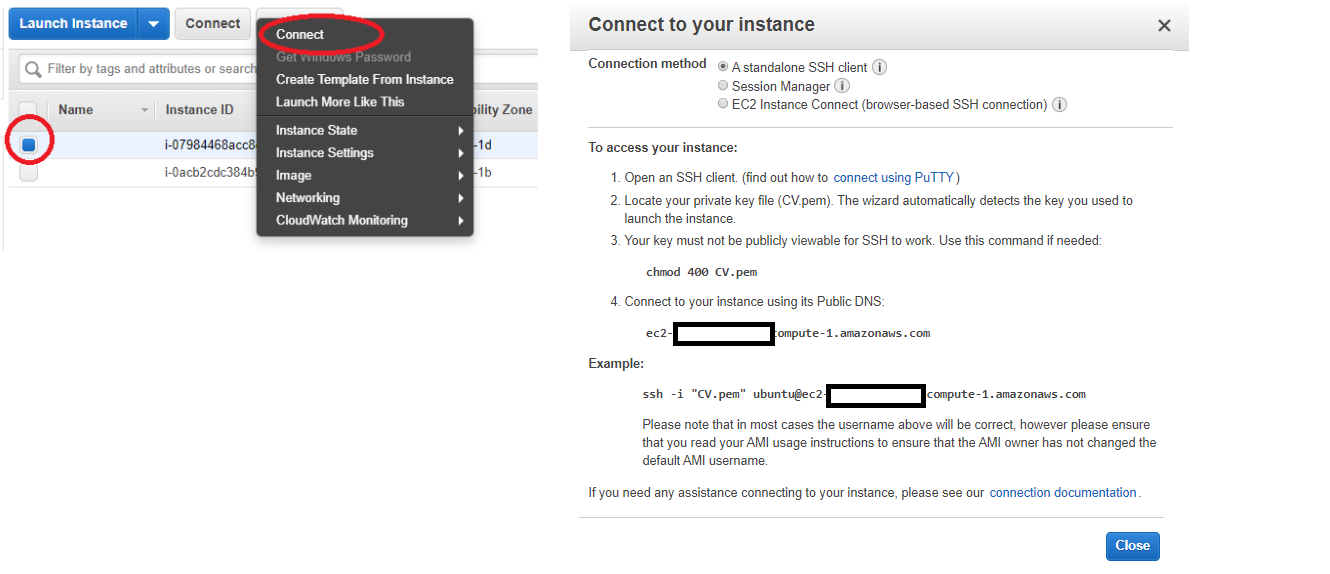 Launch Instance
Connect
Filter by tags and attributes or search
Name
Instance ID
bility Zone
i-07984468acc8
-1d
i-0acb2cdc384b
-1b
Connect
Get Windows Password
Create Template From Instance
Launch More Like This
Instance State
Instance Settings
Image
Networking
CloudWatch Monitoring
Connect to your instance
Connection method
A standalone SSH client
Session Manager
EC2 Instance Connect (browser-based SSH connection)
To access your instance:
1. Open an SSH client. (find out how to connect using PuTTY)
2. Locate your private key file (CV.pem). The wizard automatically detects the key you used to
launch the instance.
3. Your key must not be publicly viewable for SSH to work. Use this command if needed:
chmod 400 CV.pem
4. Connect to your instance using its Public DNS:
ec2- compute-1.amazonaws.com
Example:
ssh -i "CV.pem" ubuntu@ec2- compute-1.amazonaws.com
Please note that in most cases the username above will be correct, however please ensure
that you read your AMI usage instructions to ensure that the AMI owner has not changed the
default AMI username.
If you need any assistance connecting to your instance, please see our connection documentation.
Close